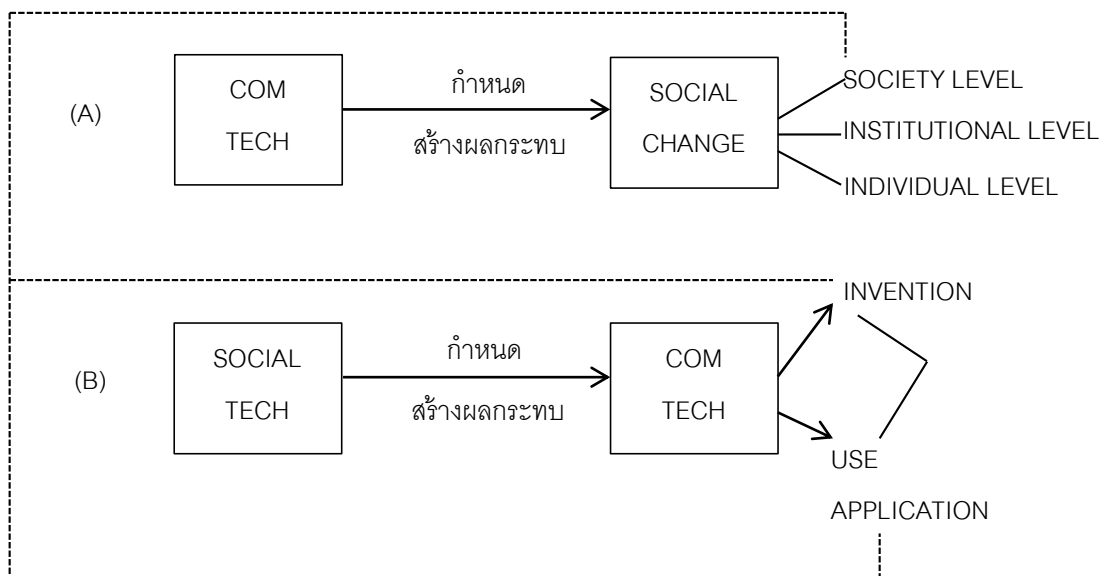 (A)
COM
TECH
กำหนด
สร้างผลกระทบ
SOCIAL
CHANGE
SOCIETY LEVEL
INSTITUTIONAL LEVEL
INDIVIDUAL LEVEL
(B)
SOCIAL
TECH
กำหนด
สร้างผลกระทบ
COM
TECH
INVENTION
USE
APPLICATION